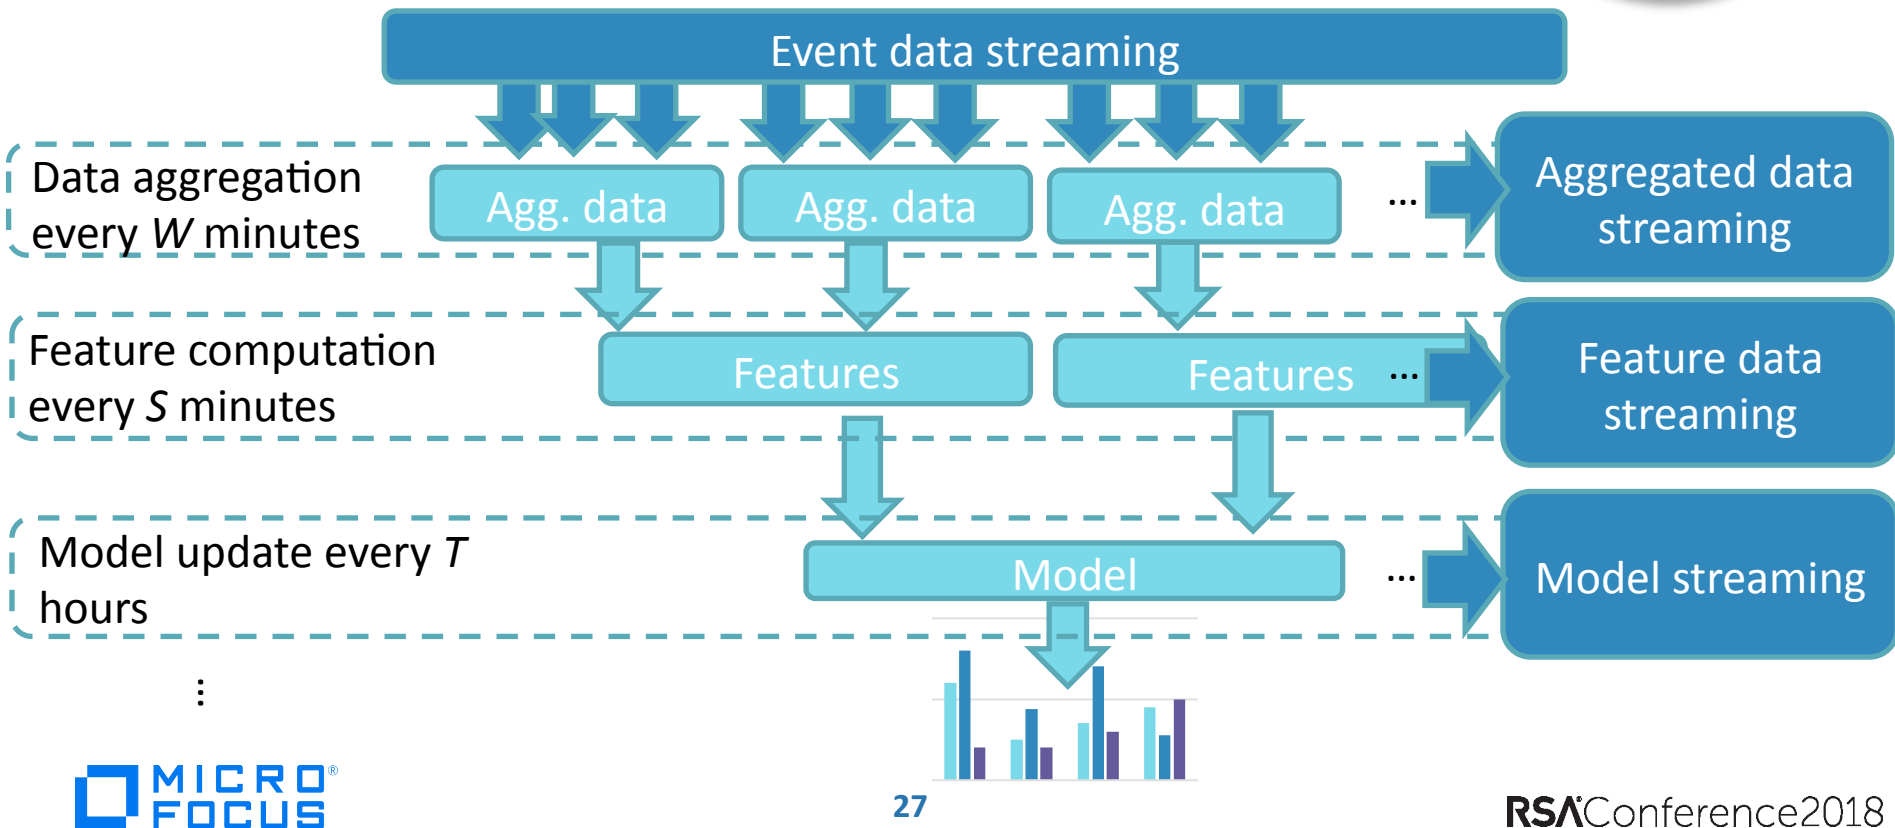 Event data streaming
Data aggregation
every W minutes
Agg. data
Agg. data
Agg. data
...
Aggregated data
streaming
Feature computation
every S minutes
Features
Features
...
Feature data
streaming
Model update every T
hours
Model
...
Model streaming
⋮
MICRO®
FOCUS
27
RSAConference2018